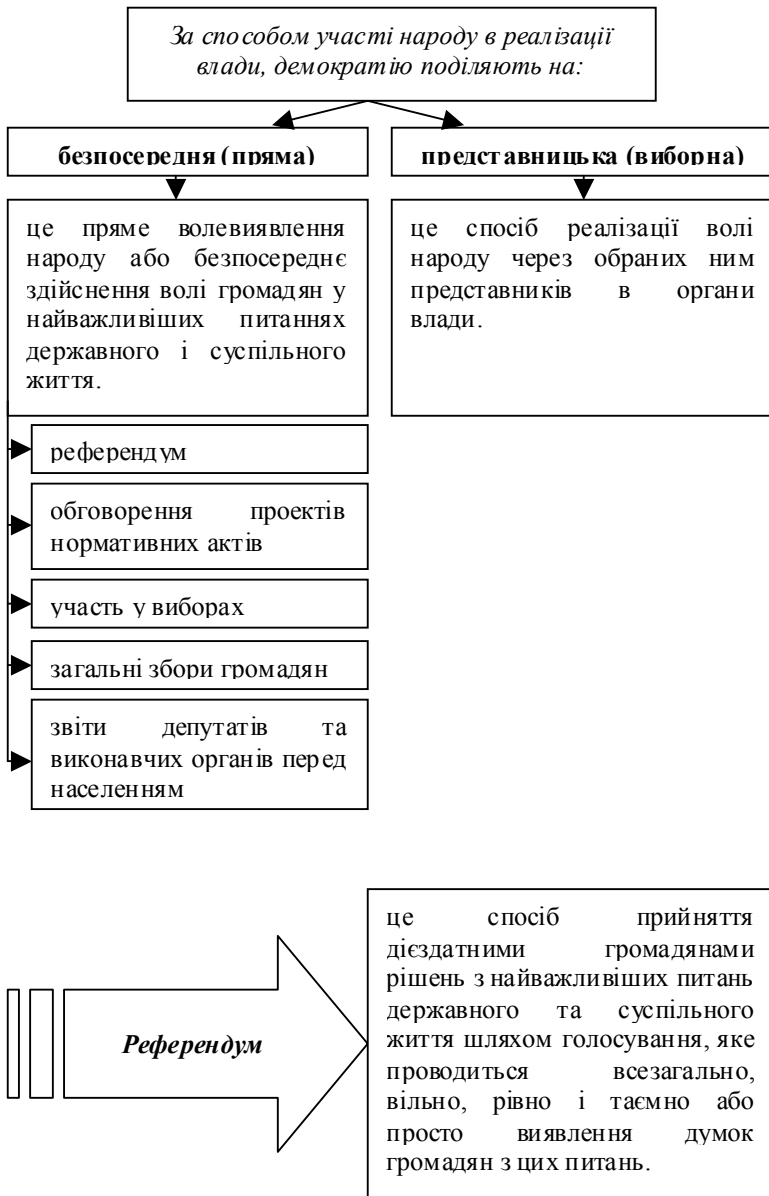 За способом участі народу в реалізації
влади, демократію поділяють на:
безпосередня (пряма)
представницька (виборна)
це пряме волевиявлення
народу або безпосереднє
здійснення волі громадян у
найважливіших питаннях
державного і суспільного
життя.
це спосіб реалізації волі
народу через обраних ним
представників в органи
влади.
референдум
обговорення проектів
нормативних актів
участь у виборах
загальні збори громадян
звіти депутатів та
виконавчих органів перед
населенням
Референдум
це спосіб прийняття
дієздатними громадянами
рішень з найважливіших питань
державного та суспільного
життя шляхом голосування, яке
проводиться всезагально,
вільно, рівно і таємно або
просто виявлення думок
громадян з цих питань.